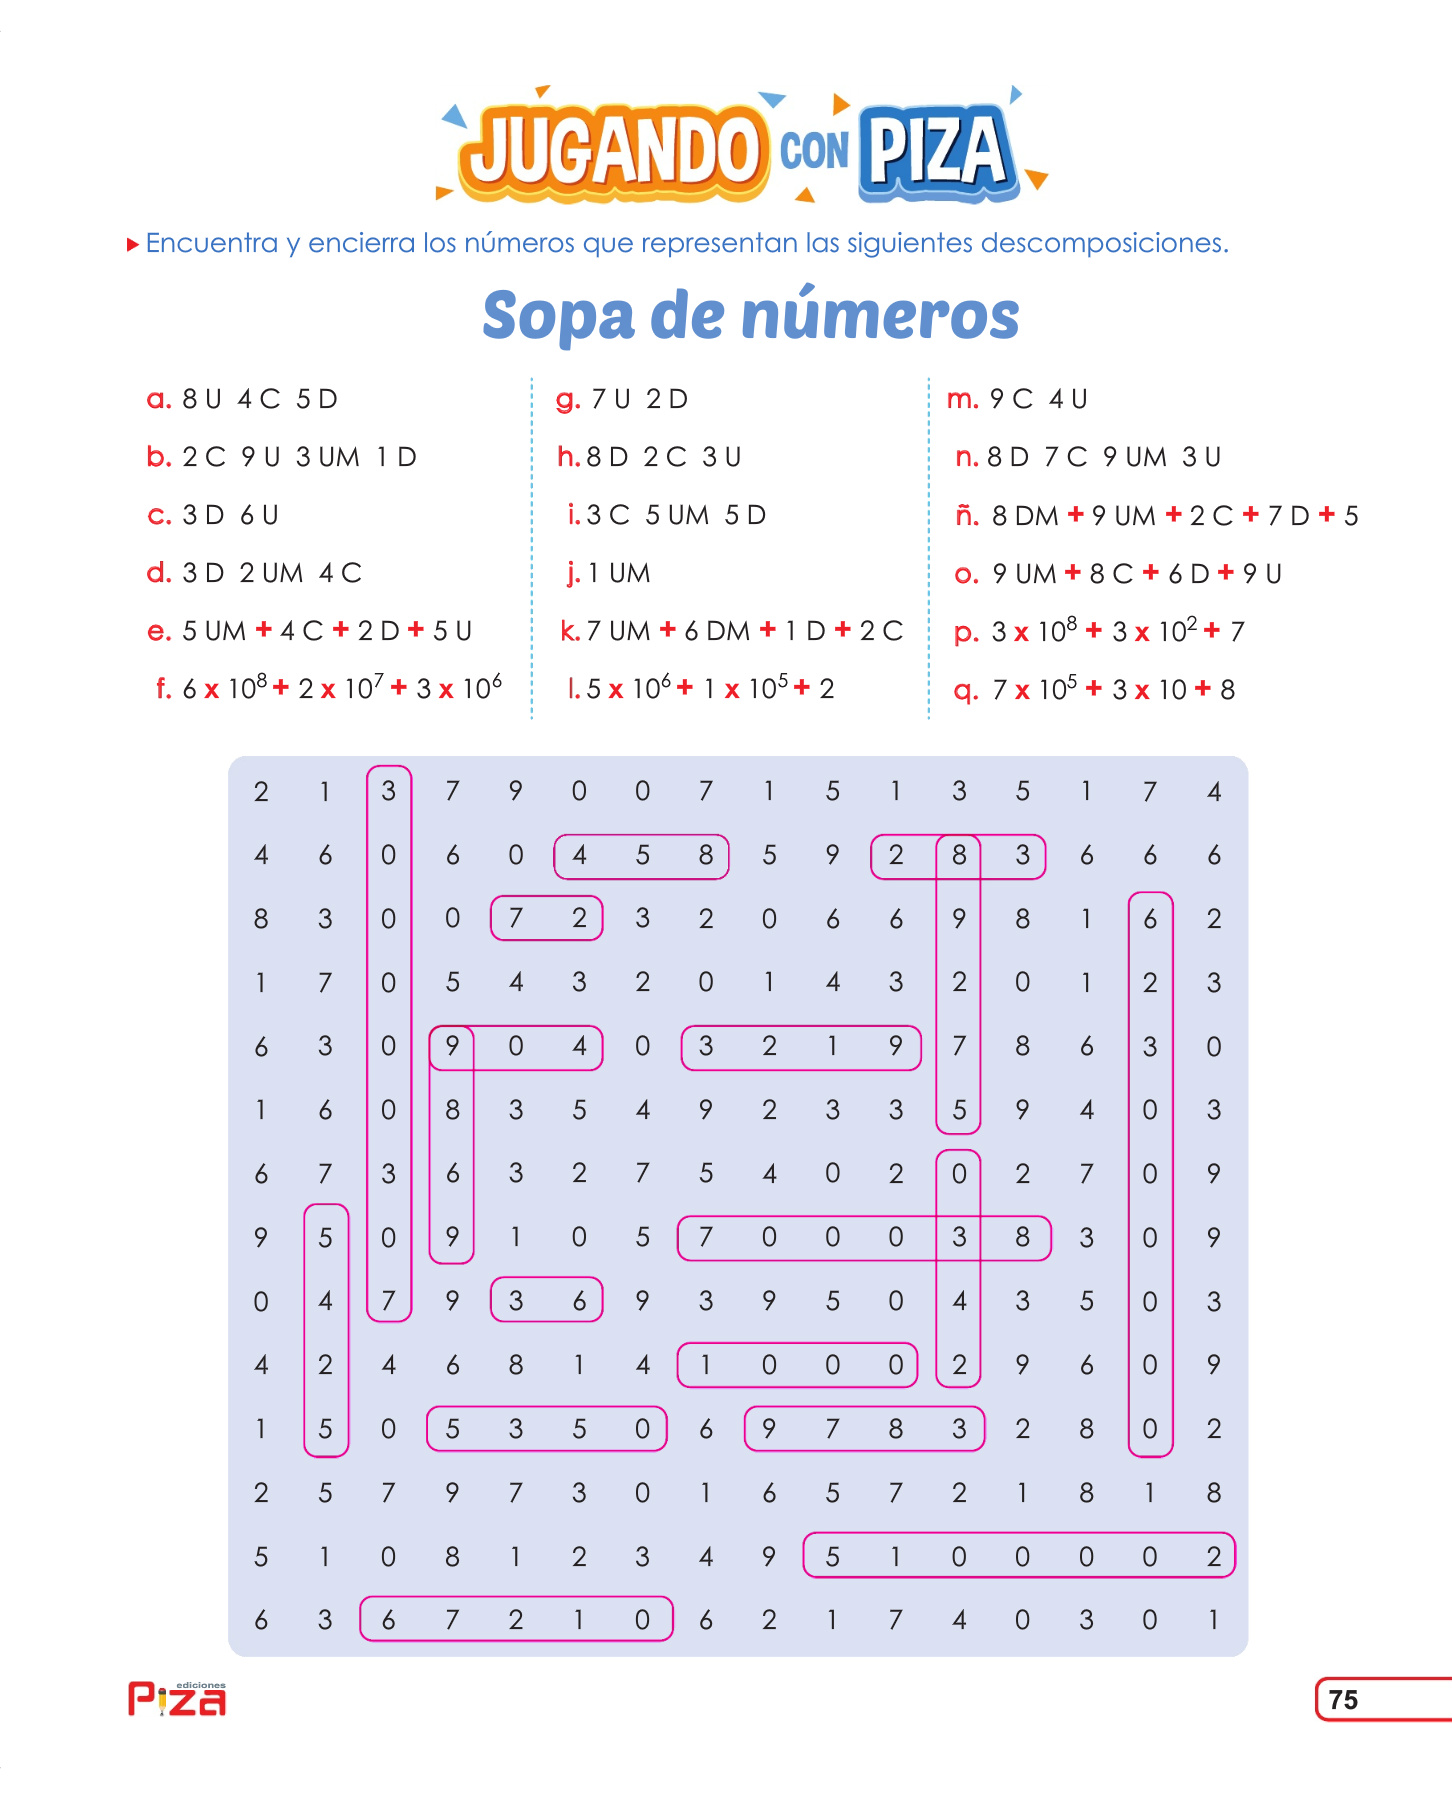 JUGANDO CON PIZA
Encuentra y encierra los números que representan las siguientes descomposiciones.
Sopa de números
a. 8 U 4 C 5 D
b. 2 C 9 U 3 UM 1 D
c. 3 D 6 U
d. 3 D 2 UM 4 C
e. 5 UM + 4 C + 2 D + 5 U
f. 6 x 10⁸ + 2 x 10⁷ + 3 x 10⁶
g. 7 U 2 D
h. 8 D 2 C 3 U
i. 3 C 5 UM 5 D
j. 1 UM
k. 7 UM + 6 DM + 1 D + 2 C
l. 5 x 10⁶ + 1 x 10⁵ + 2
m. 9 C 4 U
n. 8 D 7 C 9 UM 3 U
ñ. 8 DM + 9 UM + 2 C + 7 D + 5
o. 9 UM + 8 C + 6 D + 9 U
p. 3 x 10⁸ + 3 x 10² + 7
q. 7 x 10⁵ + 3 x 10 + 8
2 1 3 7 9 0 0 7 1 5 1 3 5 1 7 4
4 6 0 6 0 4 5 8 5 9 2 8 3 6 6 6
8 3 0 0 7 2 3 2 0 6 6 9 8 1 6 2
1 7 0 5 4 3 2 0 1 4 3 2 0 1 2 3
6 3 0 9 0 4 0 3 2 1 9 7 8 6 3 0
1 6 0 8 3 5 4 9 2 3 3 5 9 4 0 3
6 7 3 6 3 2 7 5 4 0 2 0 2 7 0 9
9 5 0 9 1 0 5 7 0 0 0 3 8 3 0 9
0 4 7 9 3 6 9 3 9 5 0 4 3 5 0 3
4 2 4 6 8 1 4 1 0 0 0 2 9 6 0 9
1 5 0 5 3 5 0 6 9 7 8 3 2 8 0 2
2 5 7 9 7 3 0 1 6 5 7 2 1 8 1 8
5 1 0 8 1 2 3 4 9 5 1 0 0 0 0 2
6 3 6 7 2 1 0 6 2 1 7 4 0 3 0 1
ediciones
Piza
75